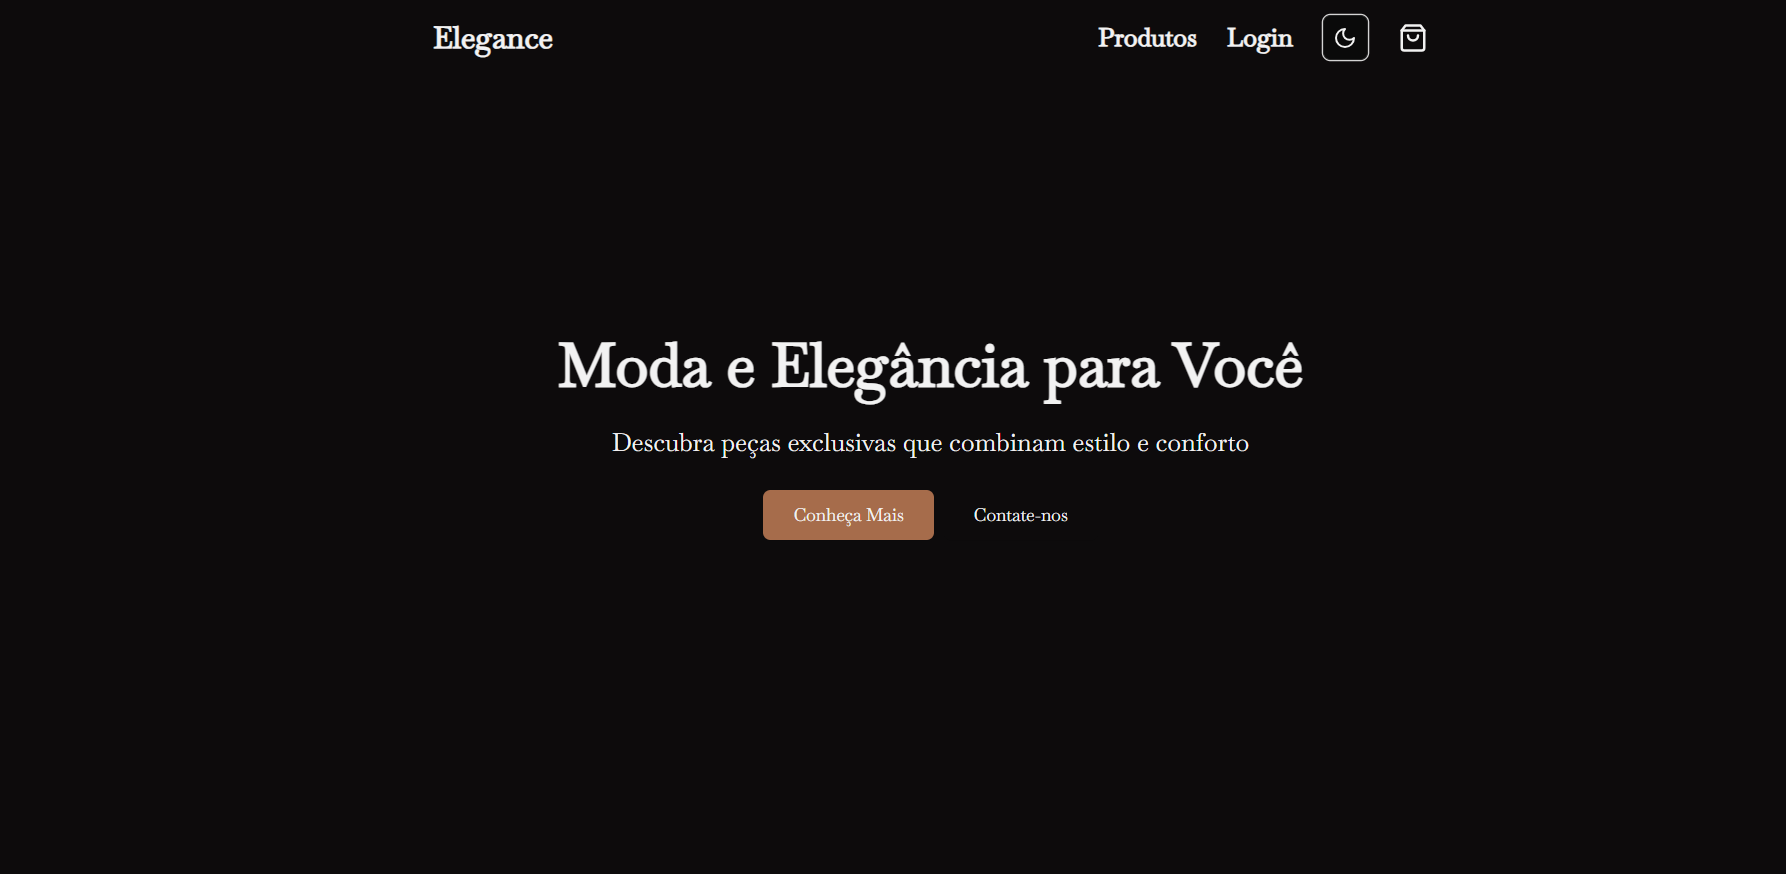 Elegance Produtos Login
Moda e Elegância para Você
Descubra peças exclusivas que combinam estilo e conforto
Conheça Mais Contate-nos